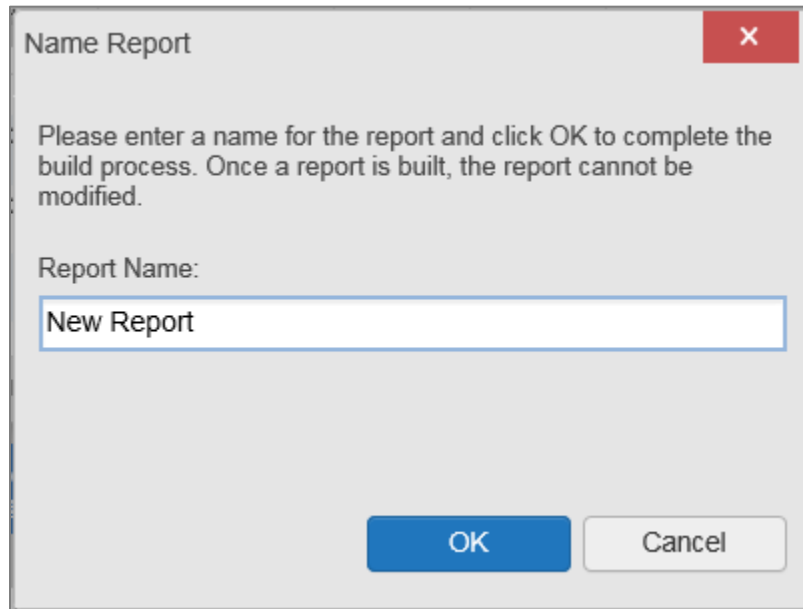 Name Report
Please enter a name for the report and click OK to complete the
build process. Once a report is built, the report cannot be
modified.
Report Name:
New Report
OK
Cancel